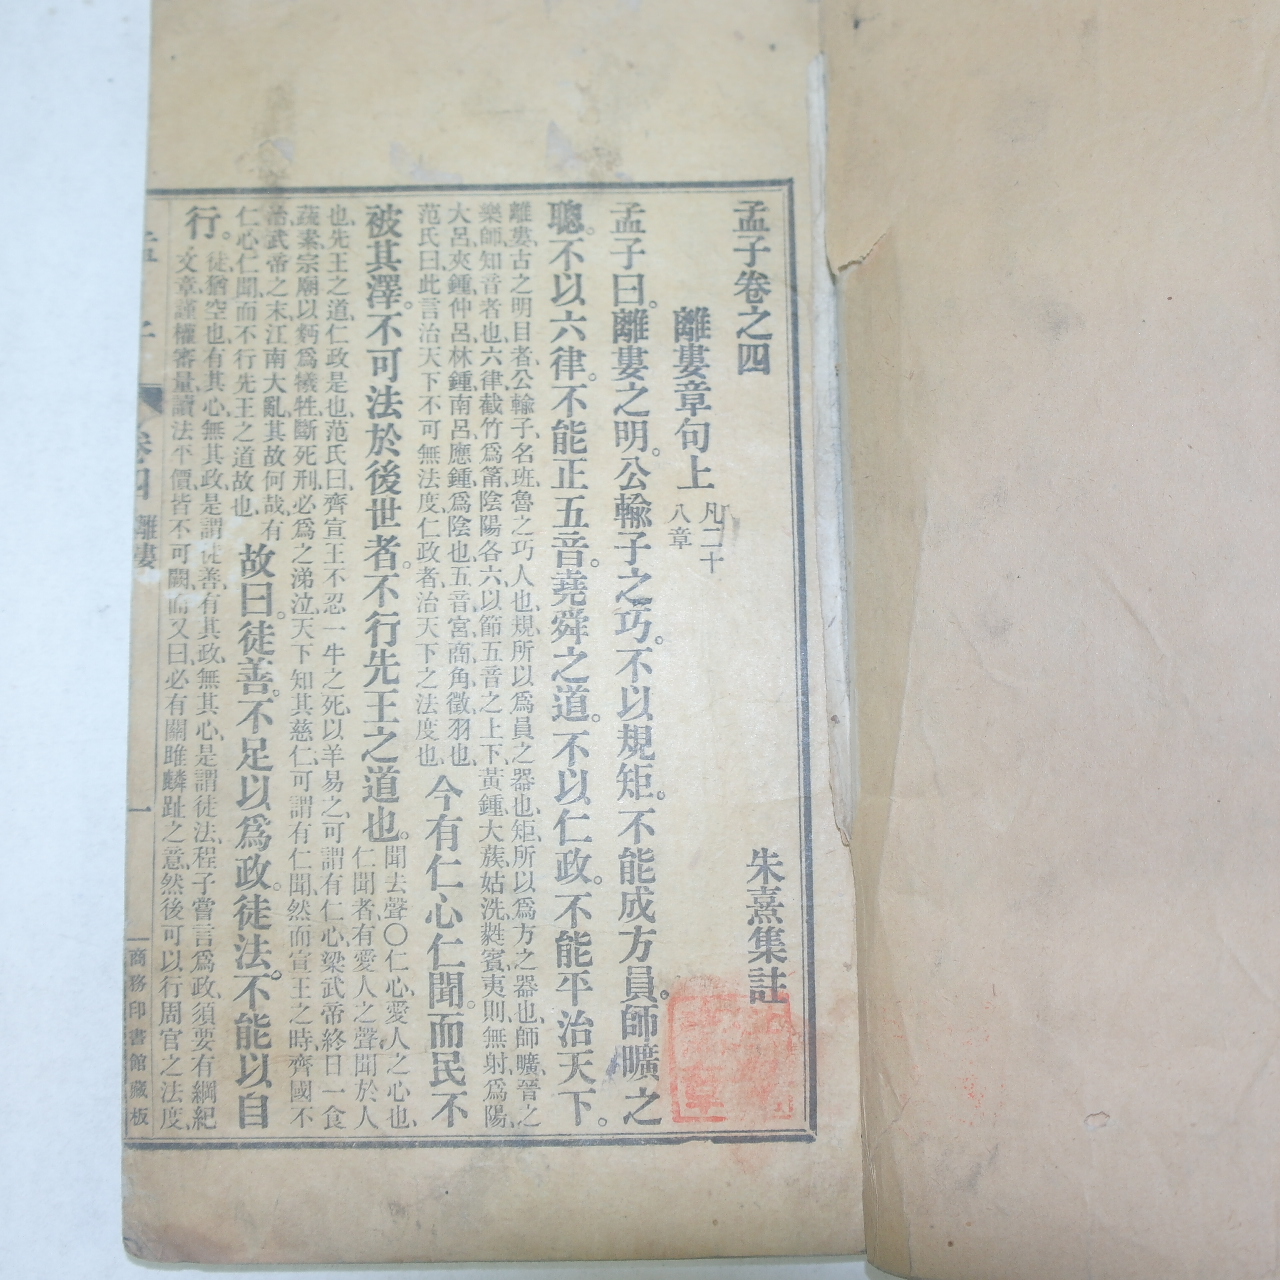 孟子卷之四
朱熹集註
離婁章句上
凡二十
八章
孟子曰。離婁之明。公輸子之巧。不以規矩。不能成方員。師曠之
聰。不以六律。不能正五音。堯舜之道。不以仁政。不能平治天下。
離婁、古之明目者、公輸子、名班、魯之巧人也、規、所以爲員之器也、矩、所以爲方之器也、師曠、晉之
樂師、知音者也、六律、截竹爲筩、陰陽各六、以節五音之上下、黃鍾大蔟姑洗蕤賓夷則無射、爲陽、
大呂夾鍾仲呂林鍾南呂應鍾、爲陰也、五音、宮商角徵羽也、
范氏曰、此言治天下不可無法度、仁政者、治天下之法度也、
今有仁心仁聞。而民不
被其澤。不可法於後世者。不行先王之道也。
聞、去聲〇仁心、愛人之心也、
仁聞者、有愛人之聲、聞於人
也、先王之道、仁政是也、范氏曰、齊宣王不忍一牛之死、以羊易之、可謂有仁心、梁武帝終日一食
蔬素、宗廟以麪爲犧牲、斷死刑必爲之涕泣、天下知其慈仁、可謂有仁聞、然而宣王之時、齊國不
治、武帝之末、江南大亂、其故何哉、有
仁心仁聞而不行先王之道故也、
故曰。徒善。不足以爲政。徒法。不能以自
行。
徒、猶空也、有其心、無其政、是謂徒善、有其政、無其心、是謂徒法、程子嘗言爲政須要有綱紀
文章、謹權審量、讀法平價、皆不可闕、而又曰、必有關雎麟趾之意、然後可以行周官之法度、
孟子
卷四
離婁
一
商務印書館藏板